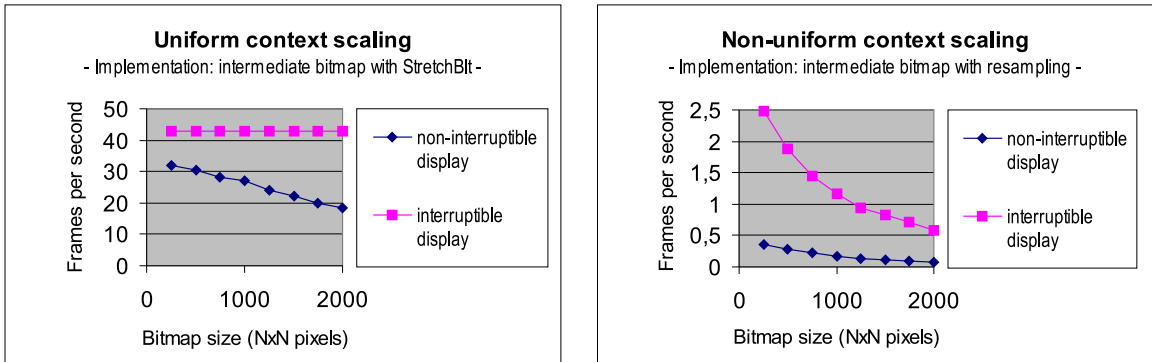 Uniform context scaling
- Implementation: intermediate bitmap with StretchBlt -
Frames per second
50
40
30
20
10
0
0
1000
2000
Bitmap size (NxN pixels)
non-interruptible
display
interruptible
display
Non-uniform context scaling
- Implementation: intermediate bitmap with resampling -
Frames per second
2,5
2
1,5
1
0,5
0
0
1000
2000
Bitmap size (NxN pixels)
non-interruptible
display
interruptible
display